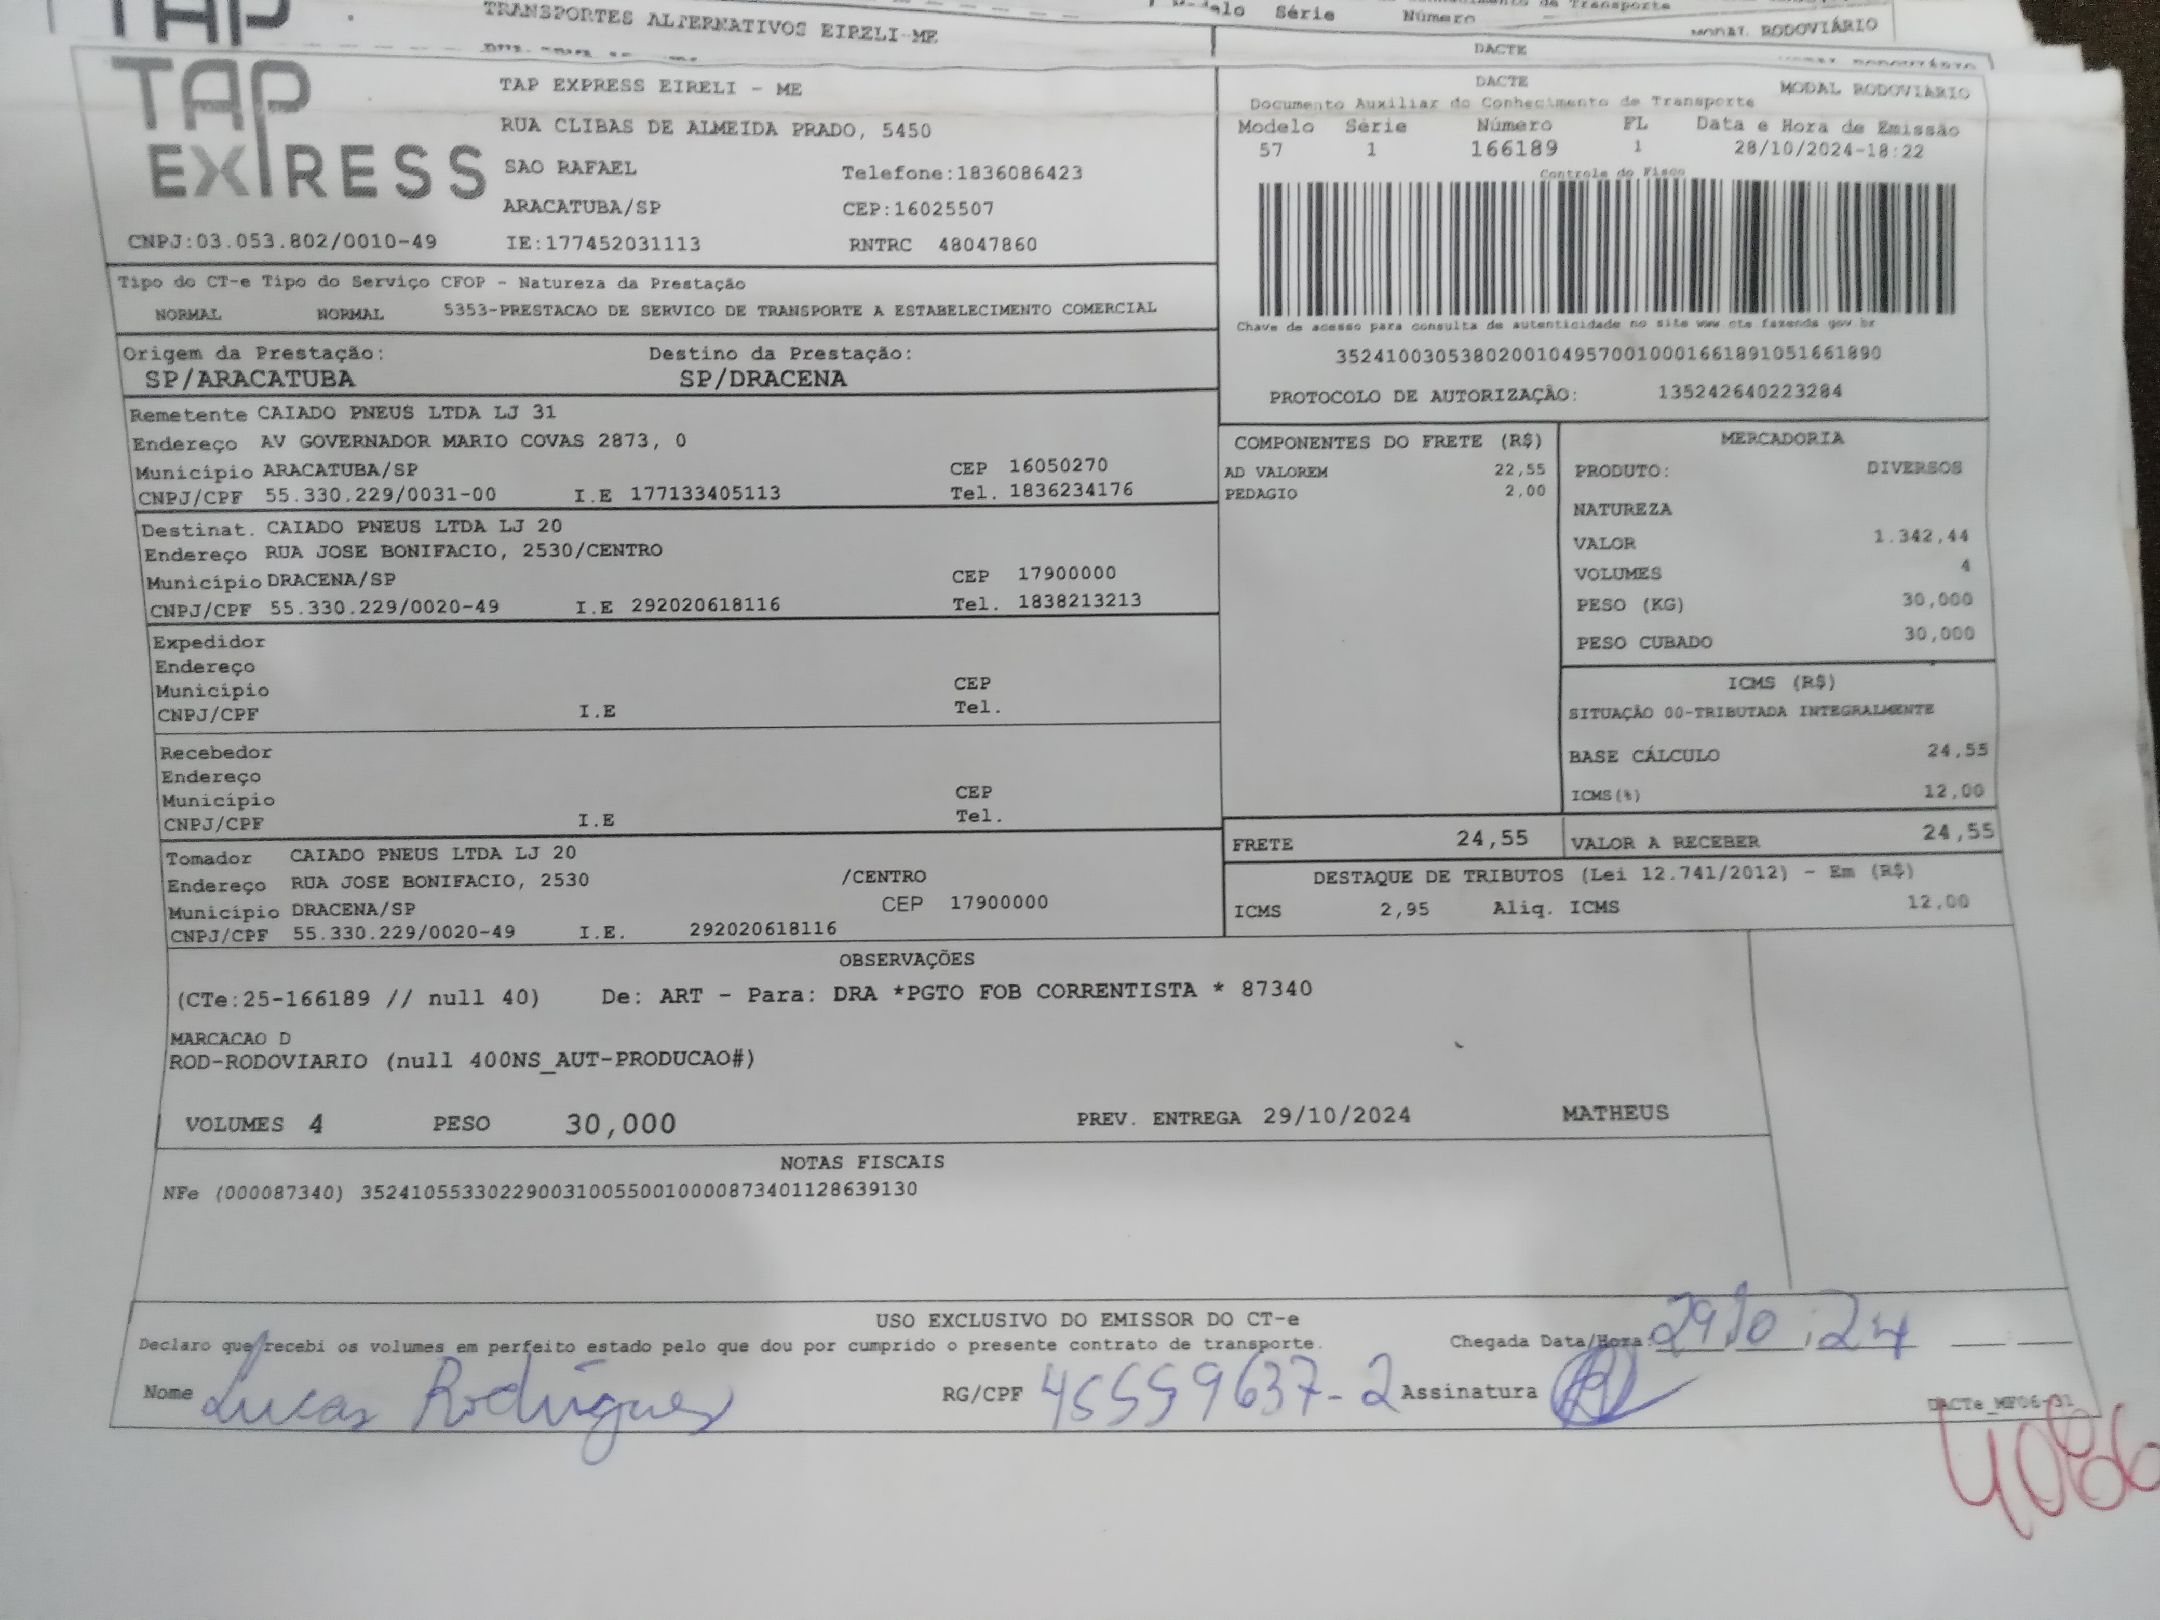 TAP
TRANSPORTES ALTERNATIVOS EIRELI-ME
Modelo Série Número
MODAL RODOVIÁRIO
DACTE
TAP EXPRESS
TAP EXPRESS EIRELI - ME
RUA CLIBAS DE ALMEIDA PRADO, 5450
SAO RAFAEL Telefone:1836086423
ARACATUBA/SP CEP:16025507
CNPJ:03.053.802/0010-49 IE:177452031113 RNTRC 48047860
DACTE MODAL RODOVIÁRIO
Documento Auxiliar do Conhecimento de Transporte
Modelo Série Número FL Data e Hora de Emissão
57 1 166189 1 28/10/2024-18:22
Controle do Fisco
Chave de acesso para consulta de autenticidade no site www.cte.fazenda.gov.br
35241003053802001049570010001661891051661890
PROTOCOLO DE AUTORIZAÇÃO: 135242640223284
Tipo do CT-e Tipo do Serviço CFOP - Natureza da Prestação
NORMAL NORMAL 5353-PRESTACAO DE SERVICO DE TRANSPORTE A ESTABELECIMENTO COMERCIAL
Origem da Prestação: Destino da Prestação:
SP/ARACATUBA SP/DRACENA
Remetente CAIADO PNEUS LTDA LJ 31
Endereço AV GOVERNADOR MARIO COVAS 2873, 0
Município ARACATUBA/SP CEP 16050270
CNPJ/CPF 55.330.229/0031-00 I.E 177133405113 Tel. 1836234176
Destinat. CAIADO PNEUS LTDA LJ 20
Endereço RUA JOSE BONIFACIO, 2530/CENTRO
Município DRACENA/SP CEP 17900000
CNPJ/CPF 55.330.229/0020-49 I.E 292020618116 Tel. 1838213213
Expedidor
Endereço
Município CEP
CNPJ/CPF I.E Tel.
Recebedor
Endereço
Município CEP
CNPJ/CPF I.E Tel.
Tomador CAIADO PNEUS LTDA LJ 20
Endereço RUA JOSE BONIFACIO, 2530 /CENTRO
Município DRACENA/SP CEP 17900000
CNPJ/CPF 55.330.229/0020-49 I.E. 292020618116
COMPONENTES DO FRETE (R$)
AD VALOREM 22,55
PEDAGIO 2,00
MERCADORIA
PRODUTO: DIVERSOS
NATUREZA
VALOR 1.342,44
VOLUMES 4
PESO (KG) 30,000
PESO CUBADO 30,000
ICMS (R$)
SITUAÇÃO 00-TRIBUTADA INTEGRALMENTE
BASE CÁLCULO 24,55
ICMS(%) 12,00
FRETE 24,55 VALOR A RECEBER 24,55
DESTAQUE DE TRIBUTOS (Lei 12.741/2012) - Em (R$)
ICMS 2,95 Aliq. ICMS 12,00
OBSERVAÇÕES
(CTe:25-166189 // null 40) De: ART - Para: DRA *PGTO FOB CORRENTISTA * 87340
MARCACAO D
ROD-RODOVIARIO (null 400NS_AUT-PRODUCAO#)
VOLUMES 4 PESO 30,000 PREV. ENTREGA 29/10/2024 MATHEUS
NOTAS FISCAIS
NFe (000087340) 35241055330229003100550010000873401128639130
USO EXCLUSIVO DO EMISSOR DO CT-e
Declaro que recebi os volumes em perfeito estado pelo que dou por cumprido o presente contrato de transporte. Chegada Data/Hora: 29 10 24
Nome Lucas Rodrigues RG/CPF 45559637-2 Assinatura